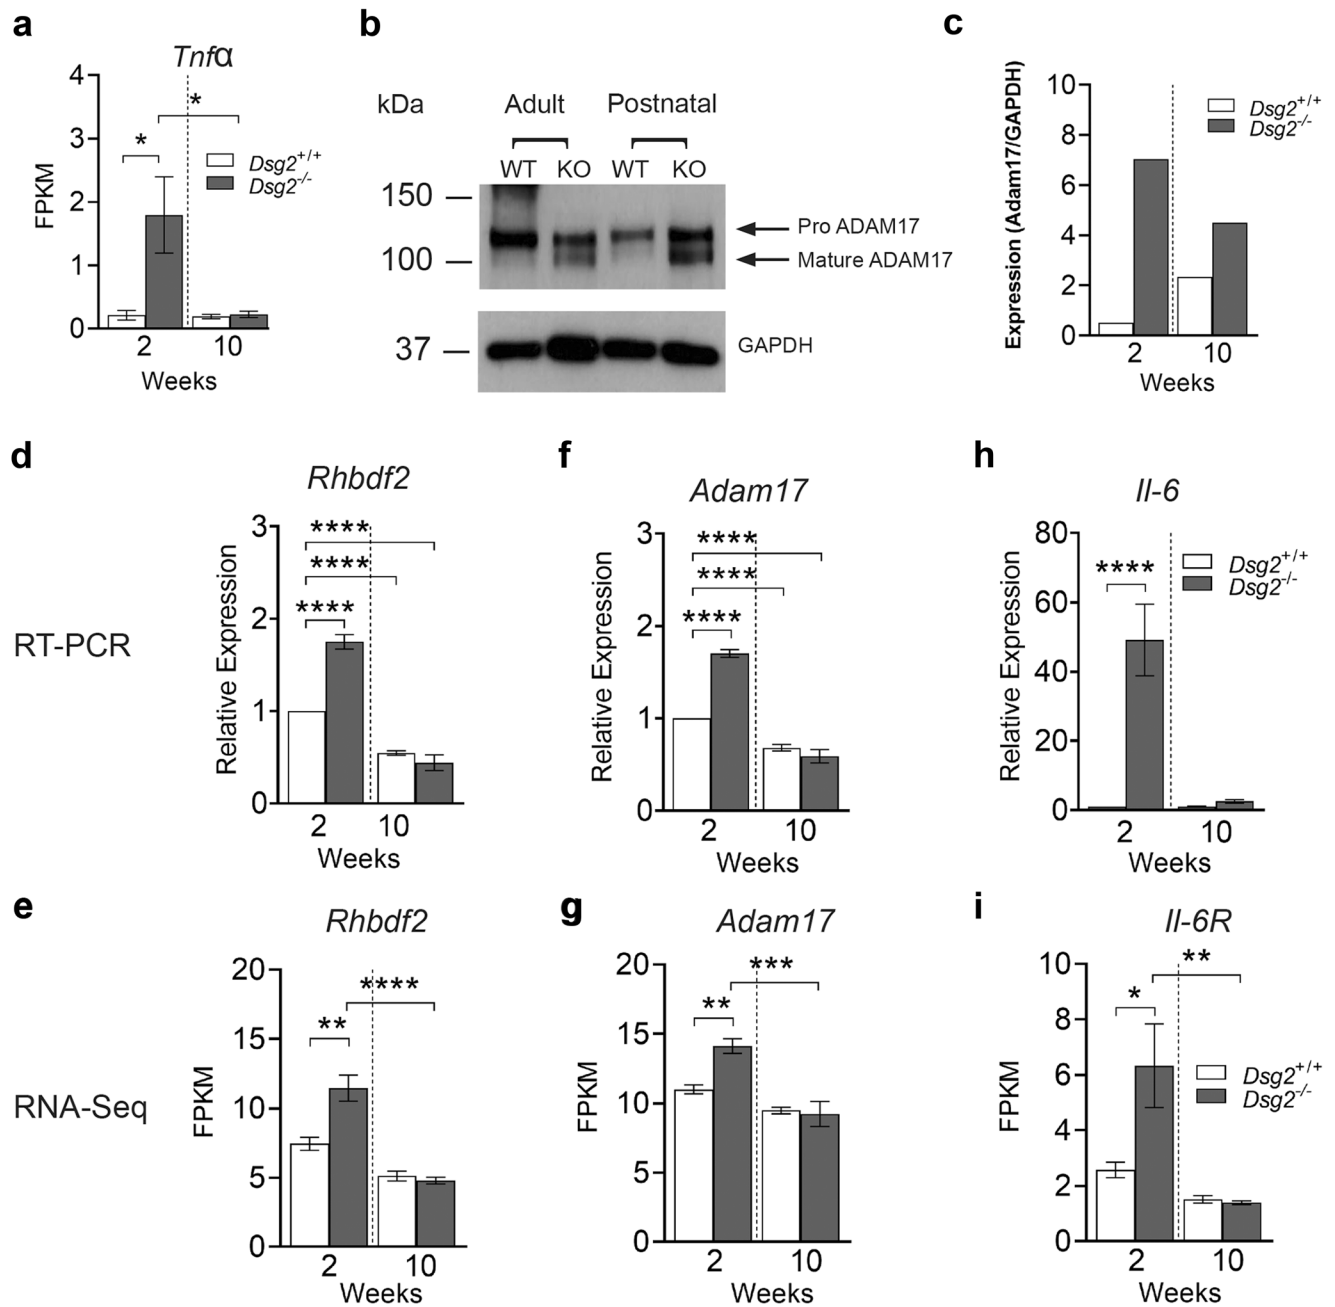 a
Tnfα
4
3
2
1
0
FPKM
*
*
Dsg2+/+
Dsg2-/-
2 10
Weeks
b
kDa Adult Postnatal
WT KO WT KO
150
100
37
Pro ADAM17
Mature ADAM17
GAPDH
c
Expression (Adam17/GAPDH)
10
8
6
4
2
0
Dsg2+/+
Dsg2-/-
2 10
Weeks
RT-PCR
d
Rhbdf2
Relative Expression
3
2
1
0
****
****
****
2 10
Weeks
f
Adam17
Relative Expression
3
2
1
0
****
****
****
2 10
Weeks
h
Il-6
Relative Expression
80
60
40
20
0
****
Dsg2+/+
Dsg2-/-
2 10
Weeks
RNA-Seq
e
Rhbdf2
FPKM
20
15
10
5
0
****
**
2 10
Weeks
g
Adam17
FPKM
20
15
10
5
0
***
**
2 10
Weeks
i
Il-6R
FPKM
10
8
6
4
2
0
**
*
Dsg2+/+
Dsg2-/-
2 10
Weeks